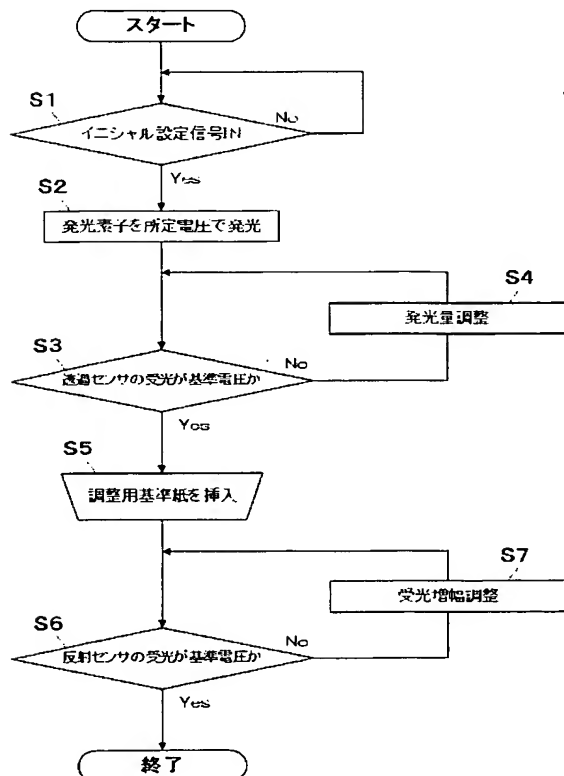 スタート
S1
イニシャル設定信号IN
No
Yes
S2
発光素子を所定電圧で発光
S4
発光量調整
S3
透過センサの受光が基準電圧か
No
Yes
S5
調整用基準紙を挿入
S7
受光増幅調整
S6
反射センサの受光が基準電圧か
No
Yes
終了